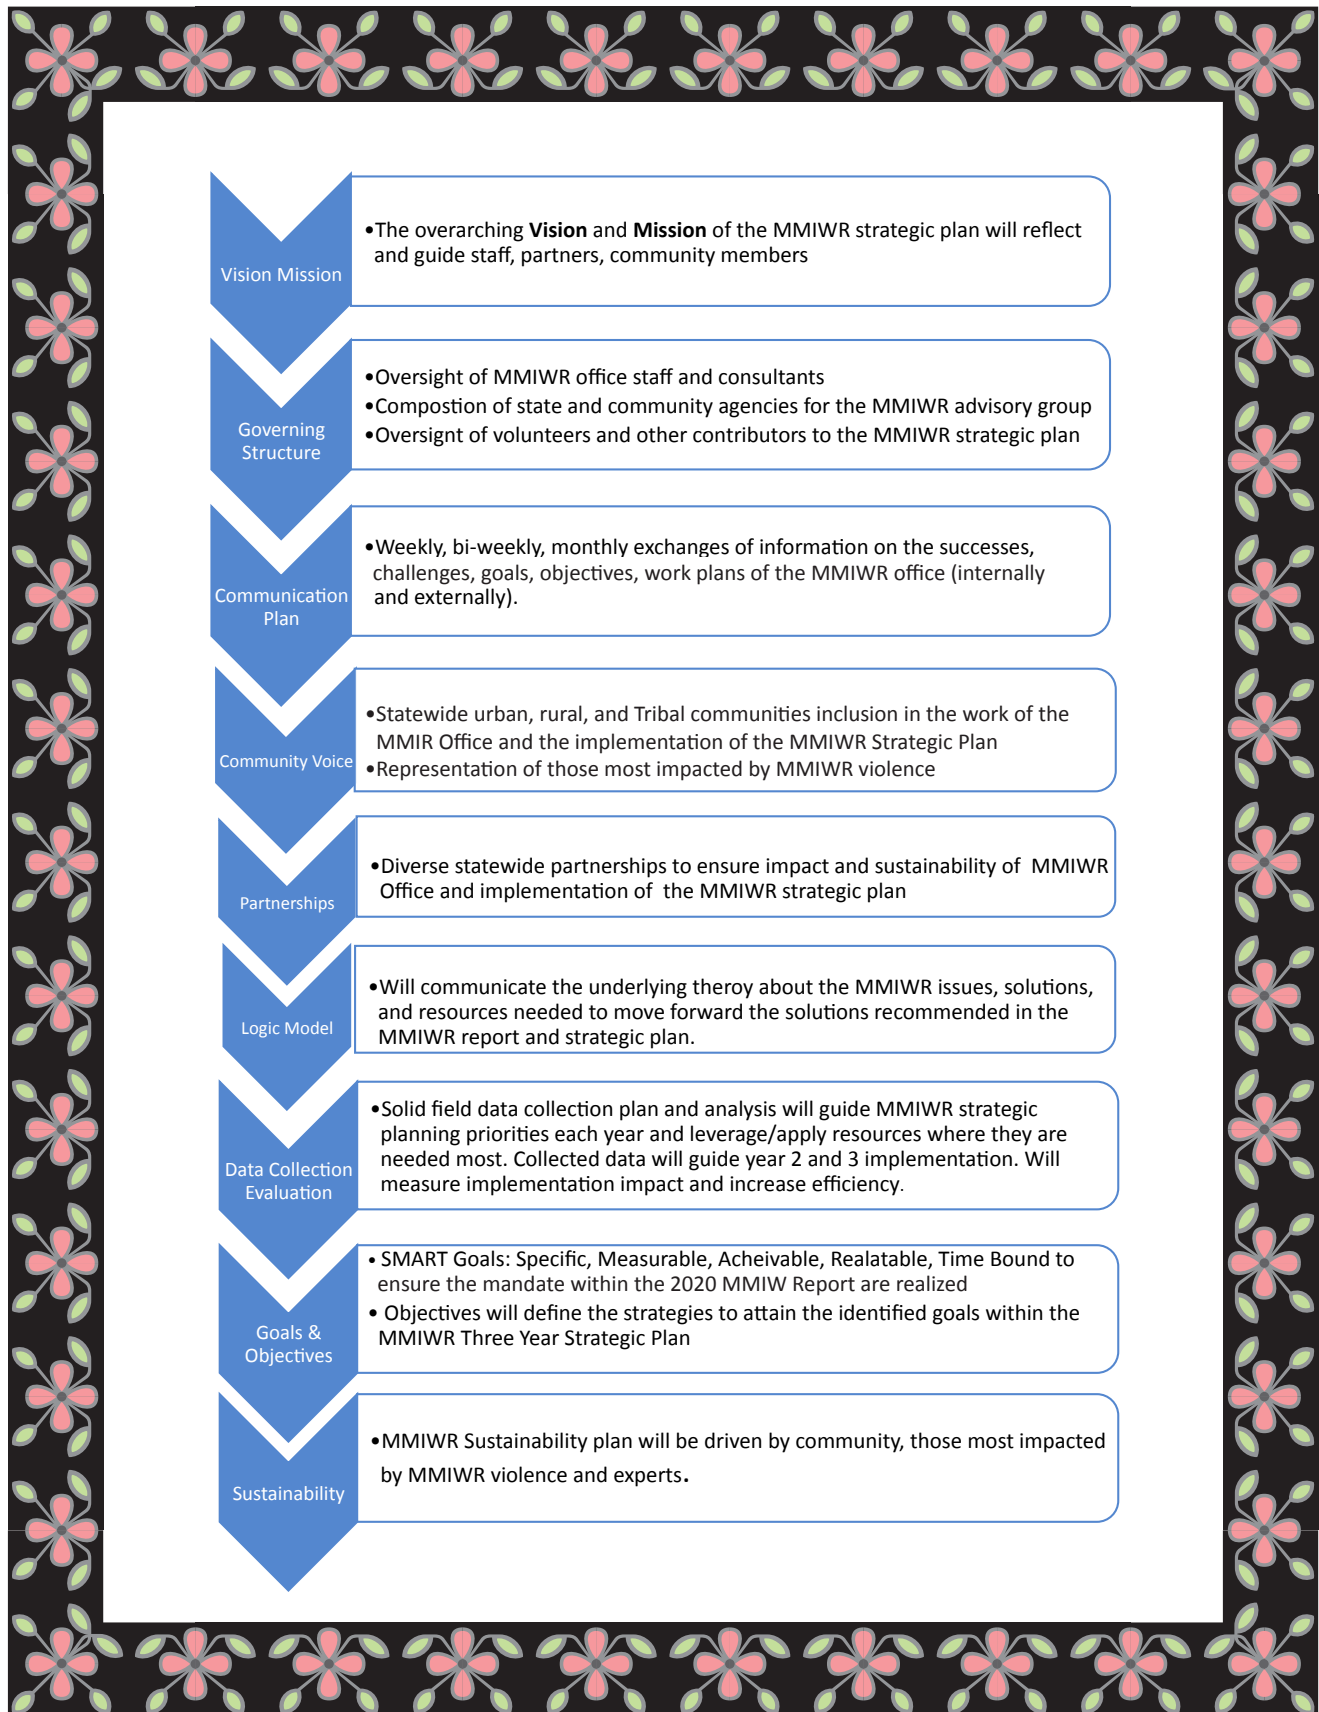 Vision Mission
•The overarching Vision and Mission of the MMIWR strategic plan will reflect
and guide staff, partners, community members
Governing
Structure
•Oversight of MMIWR office staff and consultants
•Compostion of state and community agencies for the MMIWR advisory group
•Oversignt of volunteers and other contributors to the MMIWR strategic plan
Communication
Plan
•Weekly, bi-weekly, monthly exchanges of information on the successes,
challenges, goals, objectives, work plans of the MMIWR office (internally
and externally).
Community Voice
•Statewide urban, rural, and Tribal communities inclusion in the work of the
MMIR Office and the implementation of the MMIWR Strategic Plan
•Representation of those most impacted by MMIWR violence
Partnerships
•Diverse statewide partnerships to ensure impact and sustainability of MMIWR
Office and implementation of the MMIWR strategic plan
Logic Model
•Will communicate the underlying theroy about the MMIWR issues, solutions,
and resources needed to move forward the solutions recommended in the
MMIWR report and strategic plan.
Data Collection
Evaluation
•Solid field data collection plan and analysis will guide MMIWR strategic
planning priorities each year and leverage/apply resources where they are
needed most. Collected data will guide year 2 and 3 implementation. Will
measure implementation impact and increase efficiency.
Goals &
Objectives
• SMART Goals: Specific, Measurable, Acheivable, Realatable, Time Bound to
ensure the mandate within the 2020 MMIW Report are realized
• Objectives will define the strategies to attain the identified goals within the
MMIWR Three Year Strategic Plan
Sustainability
•MMIWR Sustainability plan will be driven by community, those most impacted
by MMIWR violence and experts.